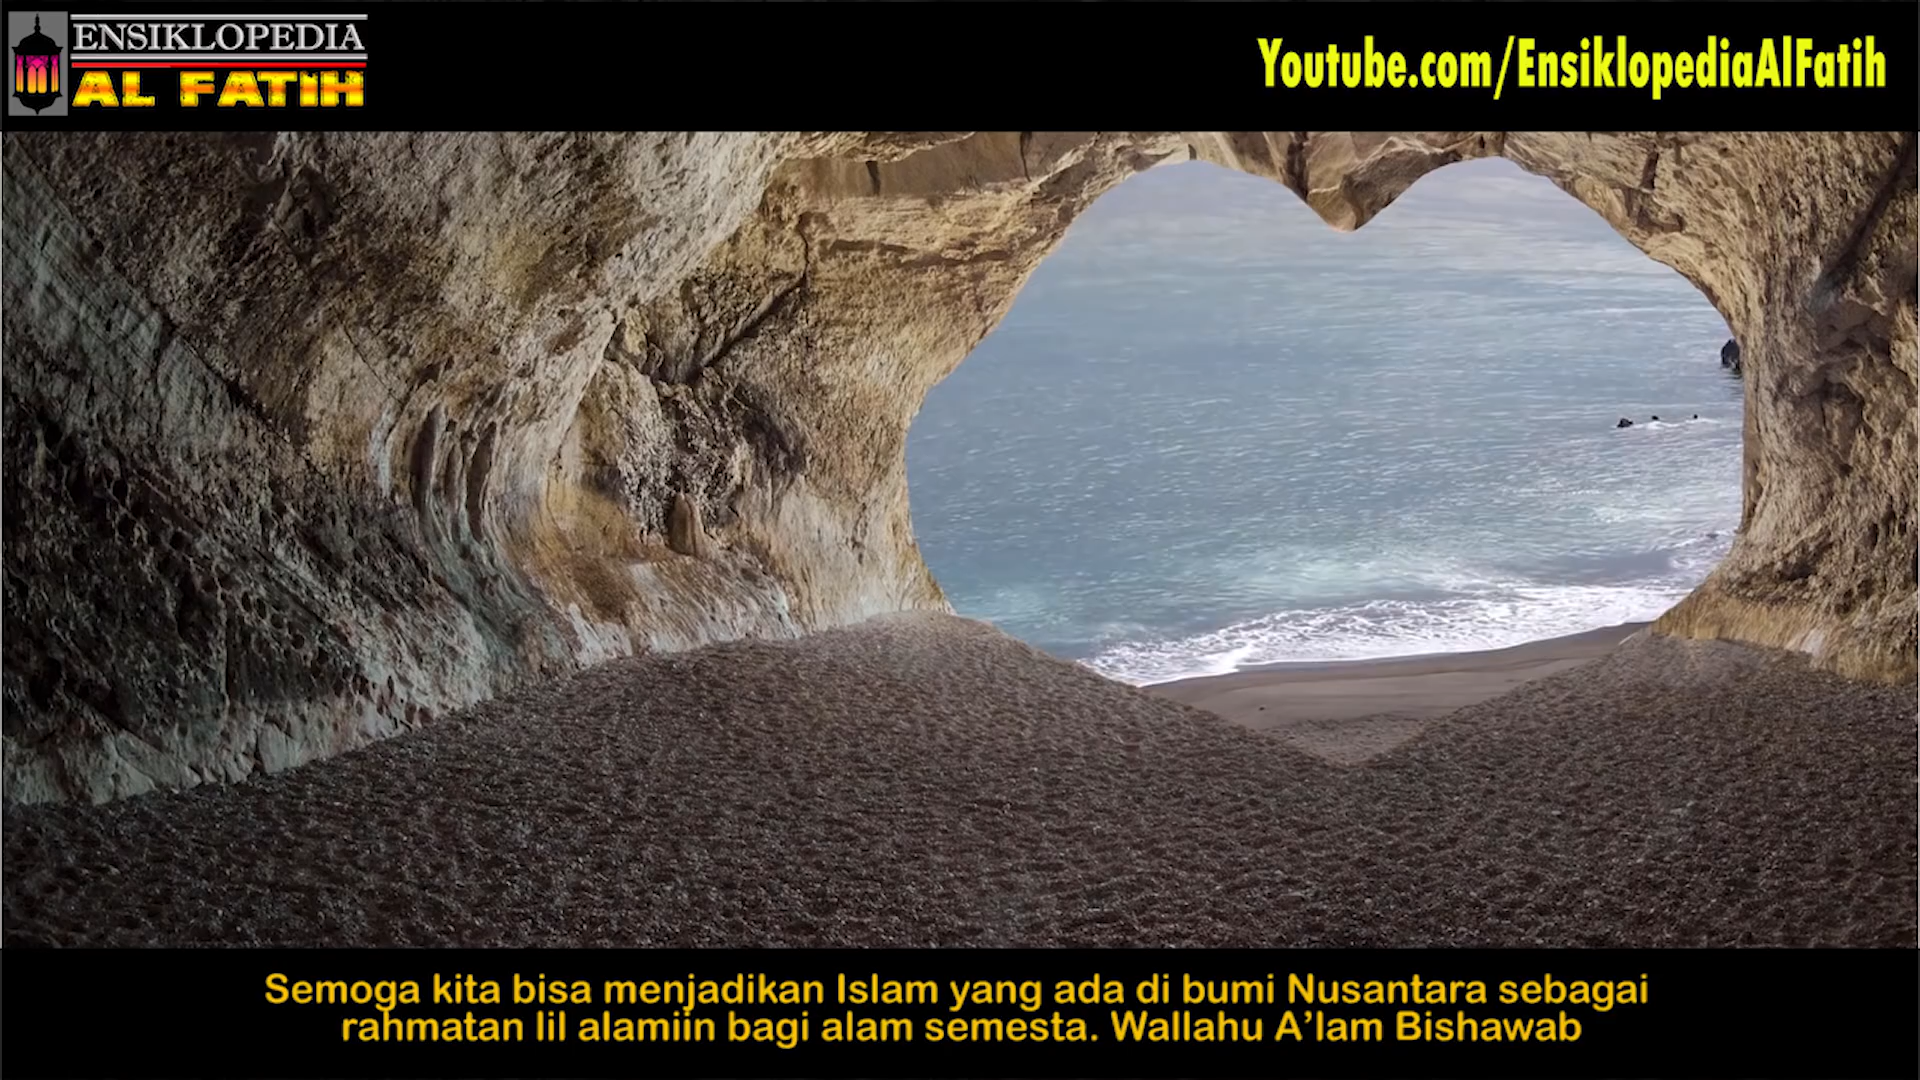 ENSIKLOPEDIA
AL FATIH
Youtube.com/EnsiklopediaAlFatih
Semoga kita bisa menjadikan Islam yang ada di bumi Nusantara sebagai
rahmatan lil alamiin bagi alam semesta. Wallahu A’lam Bishawab